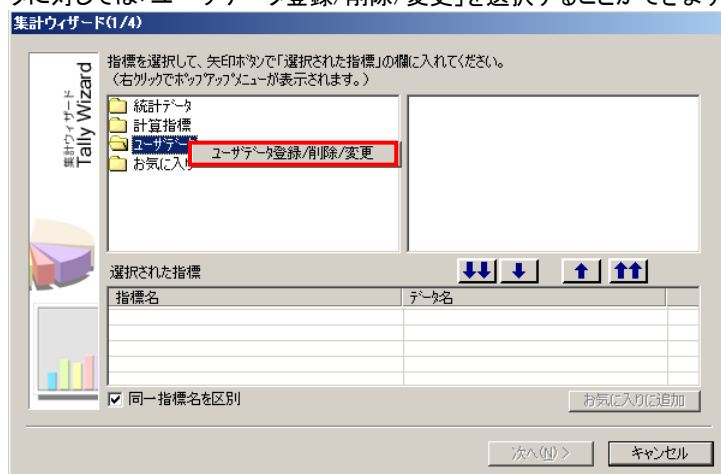 タに対しては「ユーザデータ登録/削除/変更」を選択することができます
集計ウィザード(1/4)
集計ウィザード
Tally Wizard
指標を選択して、矢印ボタンで「選択された指標」の欄に入れてください。
(右クリックでポップアップメニューが表示されます。)
統計データ
計算指標
ユーザデー
ユーザデータ登録/削除/変更
お気に入り
選択された指標
指標名 データ名
同一指標名を区別
お気に入りに追加
次へ(N) >
キャンセル